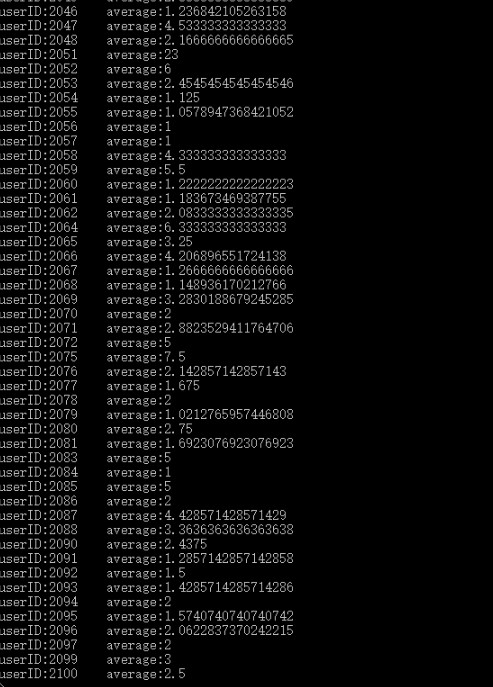 userID:2046 average:1.236842105263158
userID:2047 average:4.533333333333333
userID:2048 average:2.1666666666666665
userID:2051 average:23
userID:2052 average:6
userID:2053 average:2.4545454545454546
userID:2054 average:1.125
userID:2055 average:1.0578947368421052
userID:2056 average:1
userID:2057 average:1
userID:2058 average:4.333333333333333
userID:2059 average:5.5
userID:2060 average:1.2222222222222223
userID:2061 average:1.183673469387755
userID:2062 average:2.0833333333333335
userID:2064 average:6.333333333333333
userID:2065 average:3.25
userID:2066 average:4.206896551724138
userID:2067 average:1.2666666666666666
userID:2068 average:1.148936170212766
userID:2069 average:3.2830188679245285
userID:2070 average:2
userID:2071 average:2.8823529411764706
userID:2072 average:5
userID:2075 average:7.5
userID:2076 average:2.142857142857143
userID:2077 average:1.675
userID:2078 average:2
userID:2079 average:1.0212765957446808
userID:2080 average:2.75
userID:2081 average:1.6923076923076923
userID:2083 average:5
userID:2084 average:1
userID:2085 average:5
userID:2086 average:2
userID:2087 average:4.428571428571429
userID:2088 average:3.3636363636363638
userID:2090 average:2.4375
userID:2091 average:1.2857142857142858
userID:2092 average:1.5
userID:2093 average:1.4285714285714286
userID:2094 average:2
userID:2095 average:1.5740740740740742
userID:2096 average:2.0622837370242215
userID:2097 average:2
userID:2099 average:3
userID:2100 average:2.5